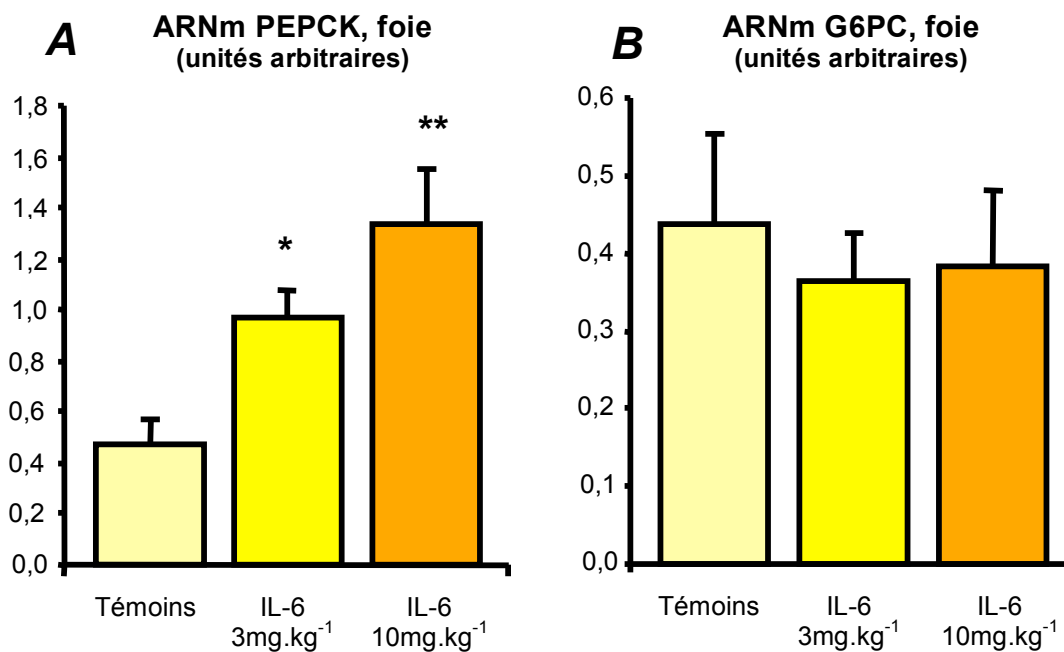 A
ARNm PEPCK, foie
(unités arbitraires)
1,8
1,6
1,4
1,2
1,0
0,8
0,6
0,4
0,2
0,0
*
**
Témoins
IL-6
3mg.kg⁻¹
IL-6
10mg.kg⁻¹
B
ARNm G6PC, foie
(unités arbitraires)
0,6
0,5
0,4
0,3
0,2
0,1
0,0
Témoins
IL-6
3mg.kg⁻¹
IL-6
10mg.kg⁻¹